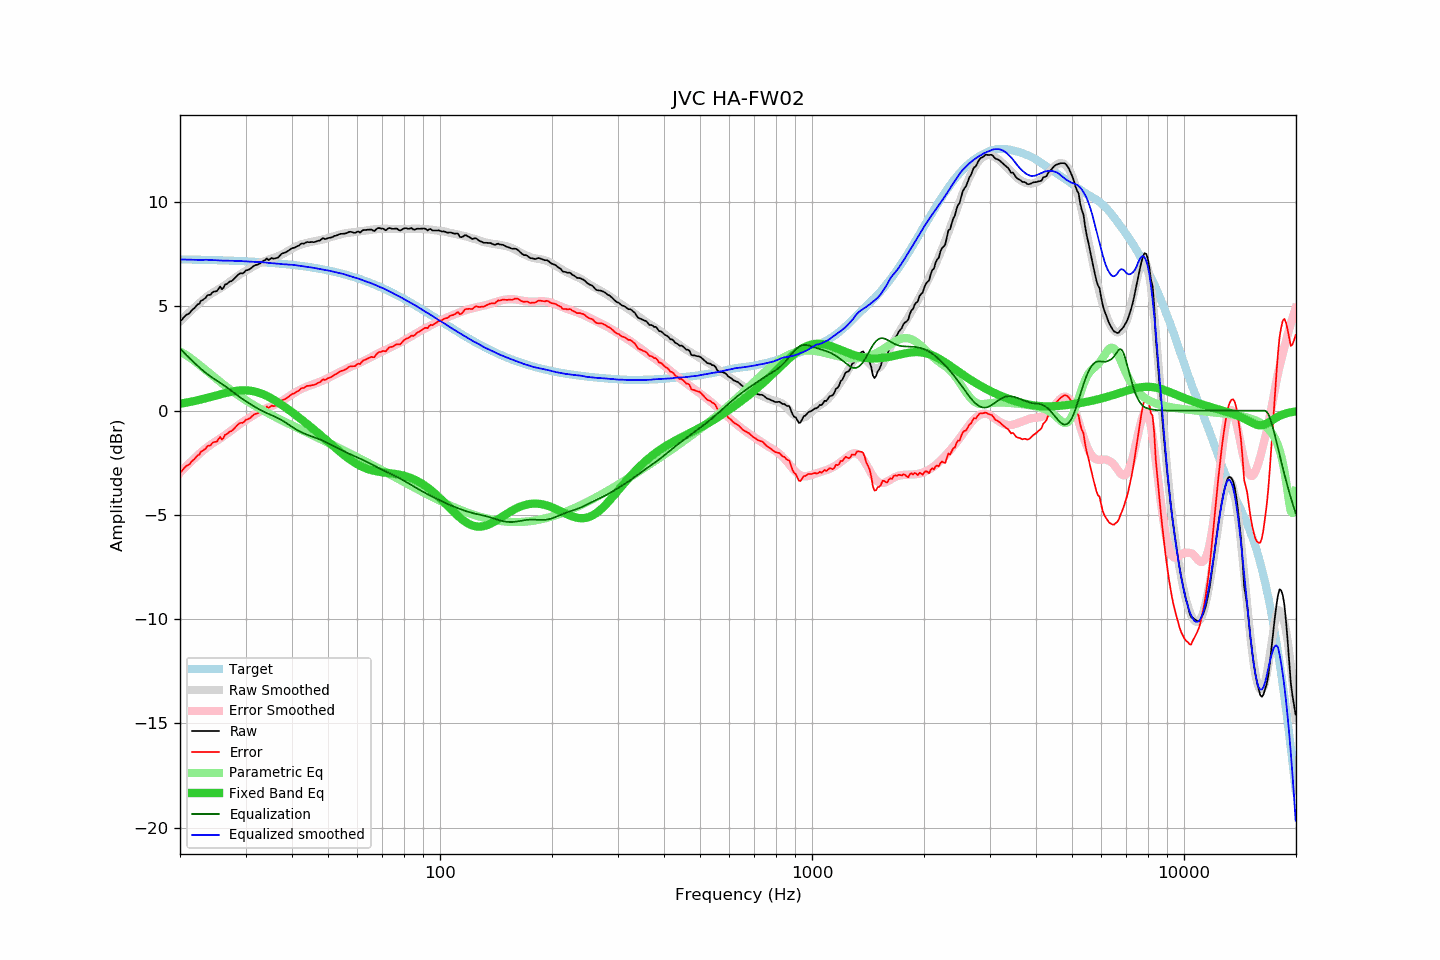 JVC HA-FW02
Amplitude (dBr)
10
5
0
−5
−10
−15
−20
Target
Raw Smoothed
Error Smoothed
Raw
Error
Parametric Eq
Fixed Band Eq
Equalization
Equalized smoothed
100
1000
10000
Frequency (Hz)